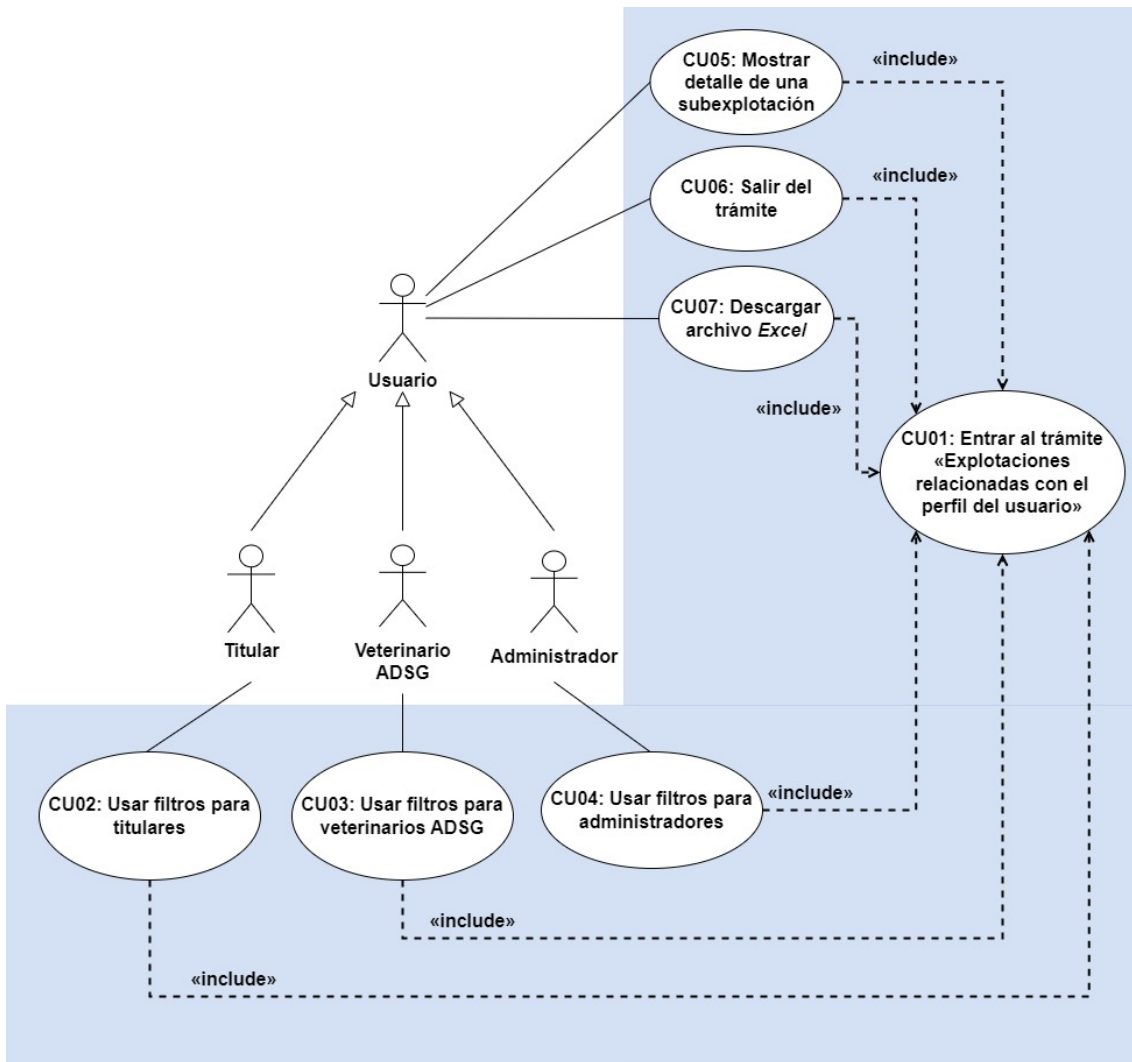 CU05: Mostrar
detalle de una
subexplotación
«include»
CU06: Salir del
trámite
«include»
CU07: Descargar
archivo Excel
«include»
Usuario
CU01: Entrar al trámite
«Explotaciones
relacionadas con el
perfil del usuario»
Titular
Veterinario
ADSG
Administrador
CU02: Usar filtros para
titulares
CU03: Usar filtros para
veterinarios ADSG
CU04: Usar filtros para
administradores
«include»
«include»
«include»